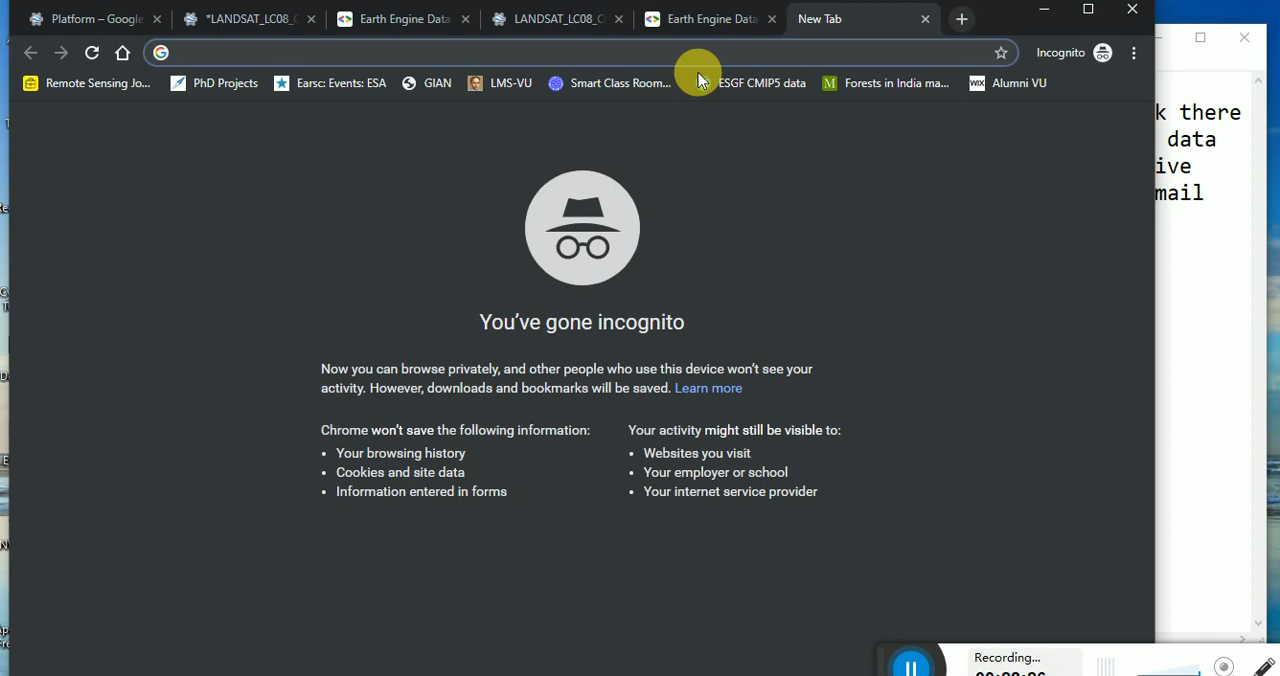 Platform – Google
*LANDSAT_LC08_C
Earth Engine Data
LANDSAT_LC08_C
Earth Engine Data
New Tab
Incognito
Remote Sensing Jo...
PhD Projects
Earsc: Events: ESA
GIAN
LMS-VU
Smart Class Room...
ESGF CMIP5 data
M Forests in India ma...
WIX Alumni VU
k there
data
ive
mail
You've gone incognito
Now you can browse privately, and other people who use this device won't see your
activity. However, downloads and bookmarks will be saved. Learn more
Chrome won't save the following information:
• Your browsing history
• Cookies and site data
• Information entered in forms
Your activity might still be visible to:
• Websites you visit
• Your employer or school
• Your internet service provider
Recording...